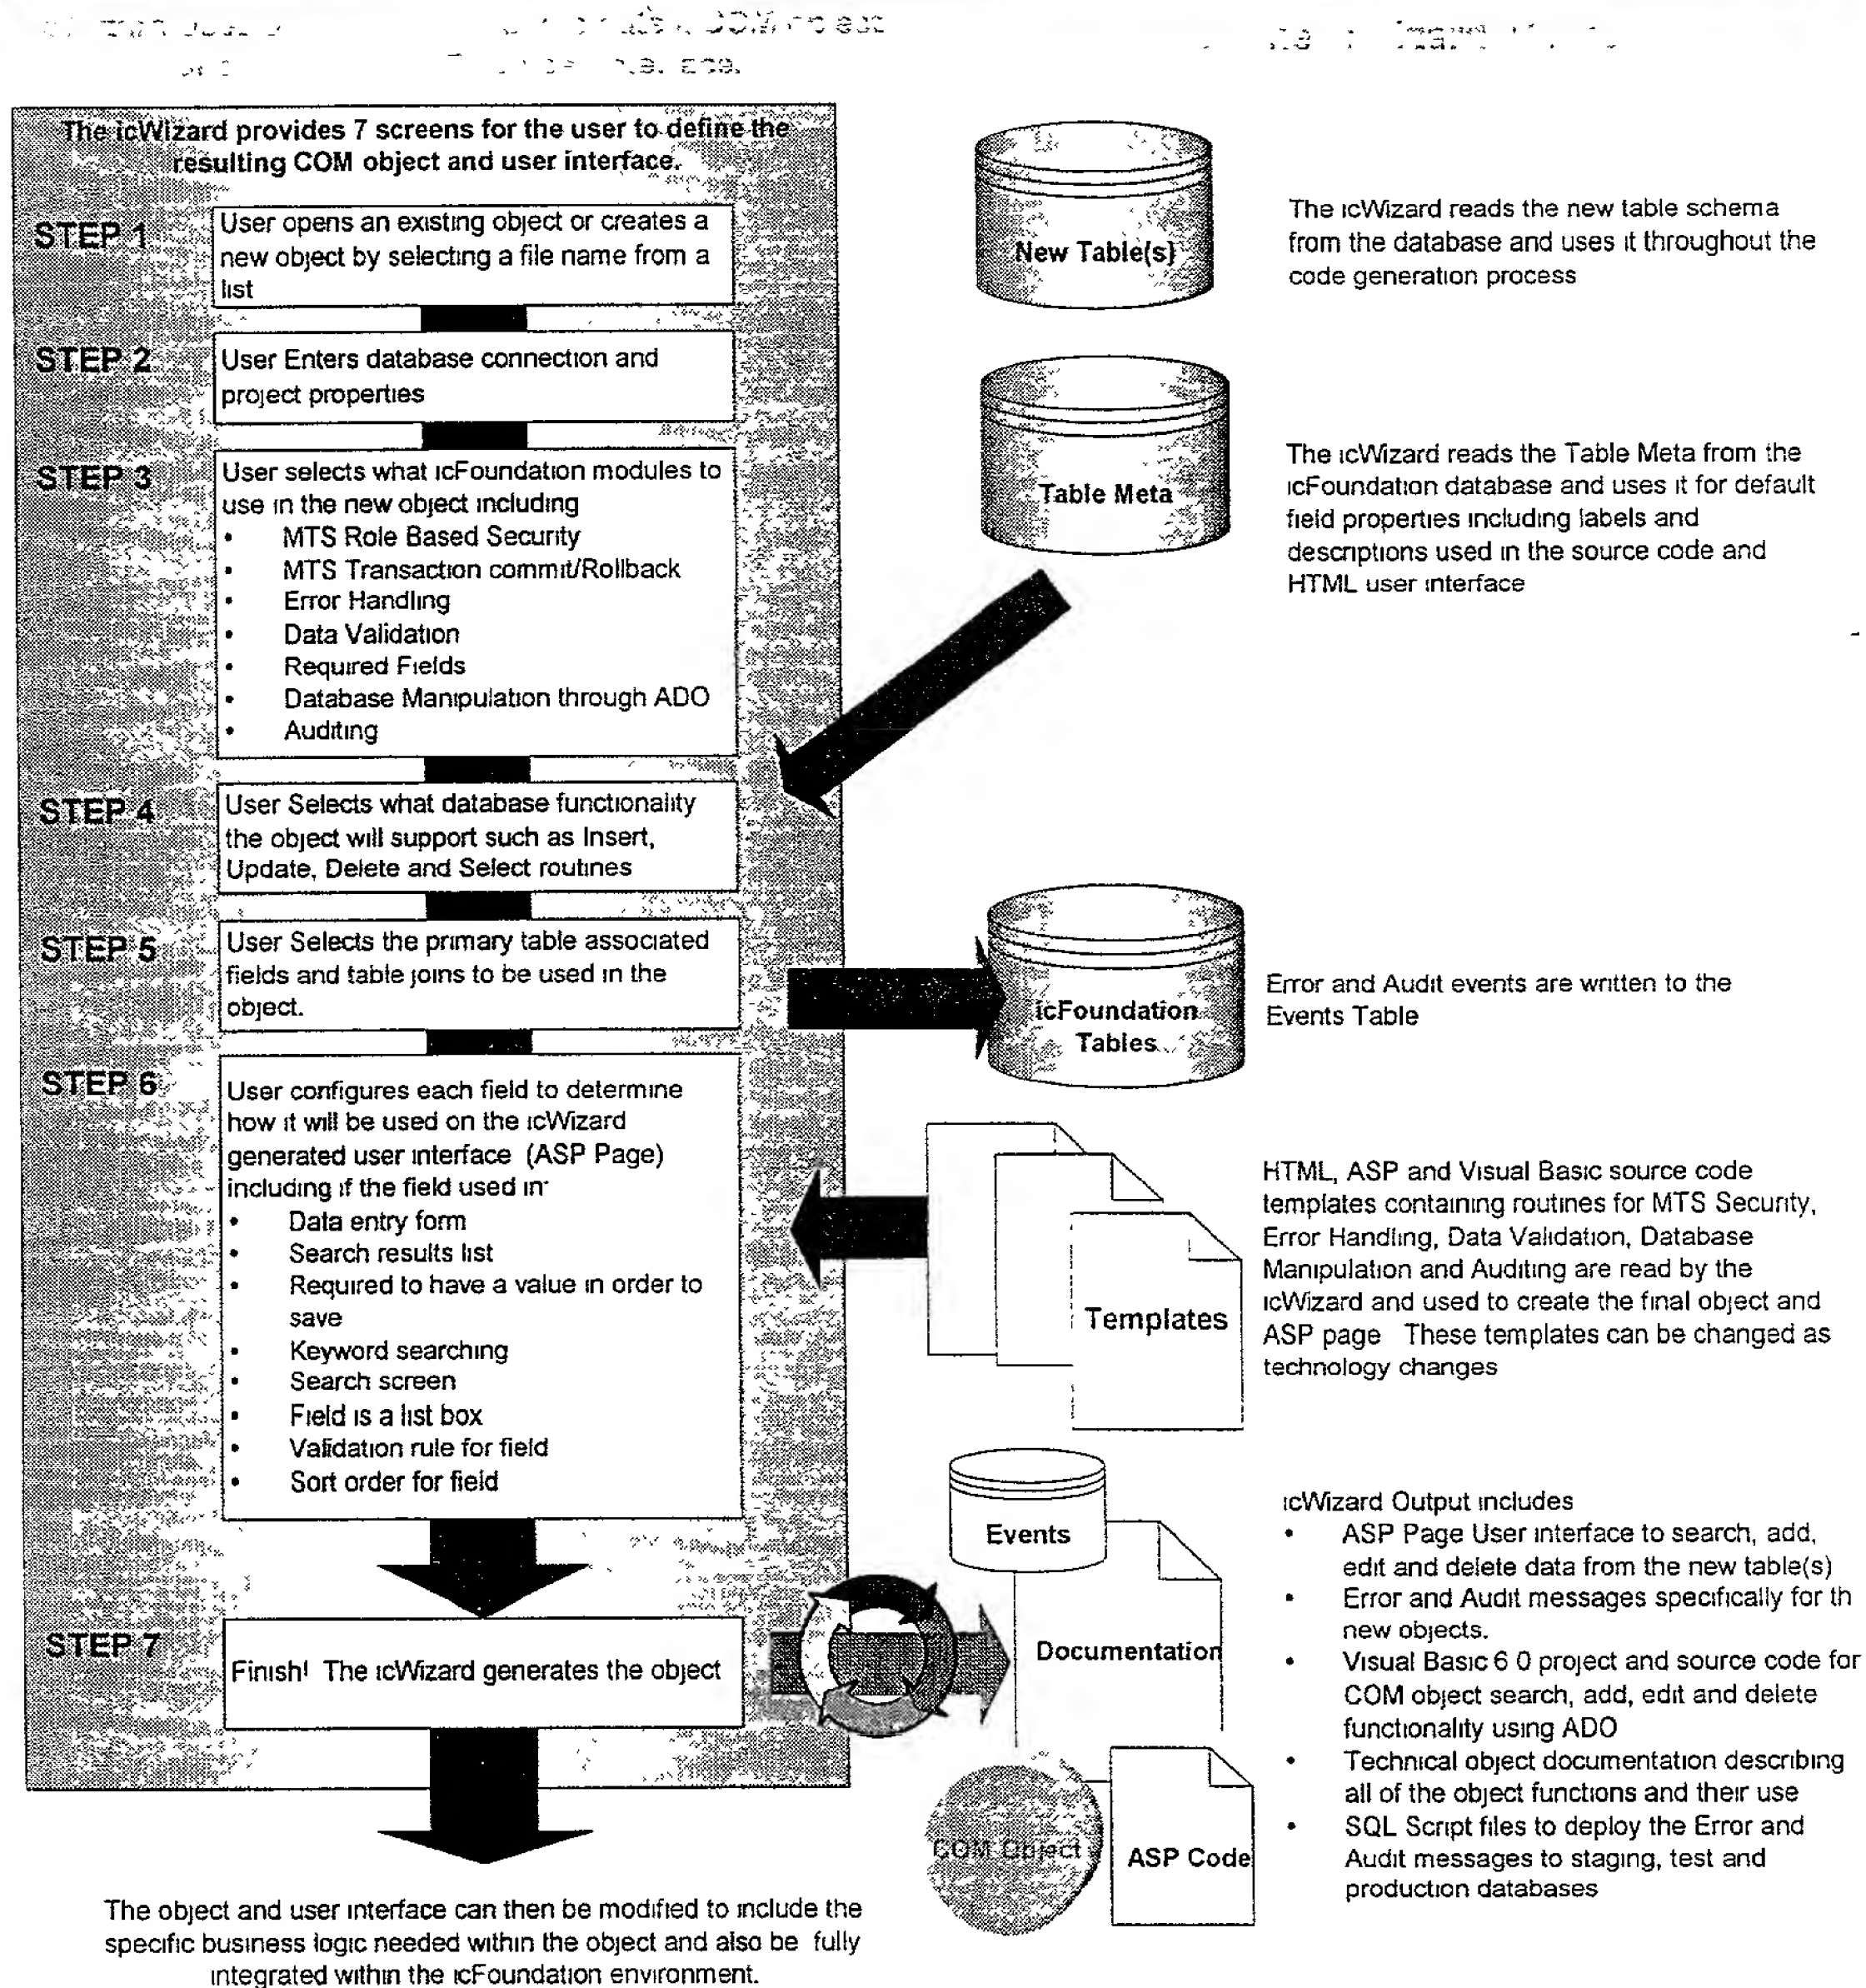 The icWizard provides 7 screens for the user to define the
resulting COM object and user interface.
STEP 1
User opens an existing object or creates a
new object by selecting a file name from a
list
STEP 2
User Enters database connection and
project properties
STEP 3
User selects what icFoundation modules to
use in the new object including
• MTS Role Based Security
• MTS Transaction commit/Rollback
• Error Handling
• Data Validation
• Required Fields
• Database Manipulation through ADO
• Auditing
STEP 4
User Selects what database functionality
the object will support such as Insert,
Update, Delete and Select routines
STEP 5
User Selects the primary table associated
fields and table joins to be used in the
object.
STEP 6
User configures each field to determine
how it will be used on the icWizard
generated user interface (ASP Page)
including if the field used in:
• Data entry form
• Search results list
• Required to have a value in order to
save
• Keyword searching
• Search screen
• Field is a list box
• Validation rule for field
• Sort order for field
STEP 7
Finish! The icWizard generates the object
The object and user interface can then be modified to include the
specific business logic needed within the object and also be fully
integrated within the icFoundation environment.
New Table(s)
The icWizard reads the new table schema
from the database and uses it throughout the
code generation process
Table Meta
The icWizard reads the Table Meta from the
icFoundation database and uses it for default
field properties including labels and
descriptions used in the source code and
HTML user interface
icFoundation
Tables
Error and Audit events are written to the
Events Table
Templates
HTML, ASP and Visual Basic source code
templates containing routines for MTS Security,
Error Handling, Data Validation, Database
Manipulation and Auditing are read by the
icWizard and used to create the final object and
ASP page These templates can be changed as
technology changes
Events
Documentation
COM Object
ASP Code
icWizard Output includes
• ASP Page User interface to search, add,
edit and delete data from the new table(s)
• Error and Audit messages specifically for th
new objects.
• Visual Basic 6 0 project and source code for
COM object search, add, edit and delete
functionality using ADO
• Technical object documentation describing
all of the object functions and their use
• SQL Script files to deploy the Error and
Audit messages to staging, test and
production databases